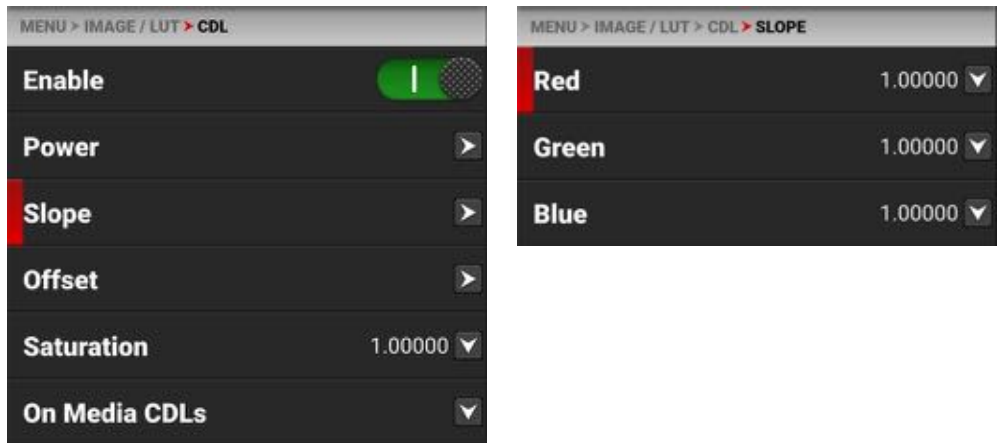 MENU > IMAGE / LUT > CDL
Enable
Power
Slope
Offset
Saturation 1.00000
On Media CDLs
MENU > IMAGE / LUT > CDL > SLOPE
Red 1.00000
Green 1.00000
Blue 1.00000